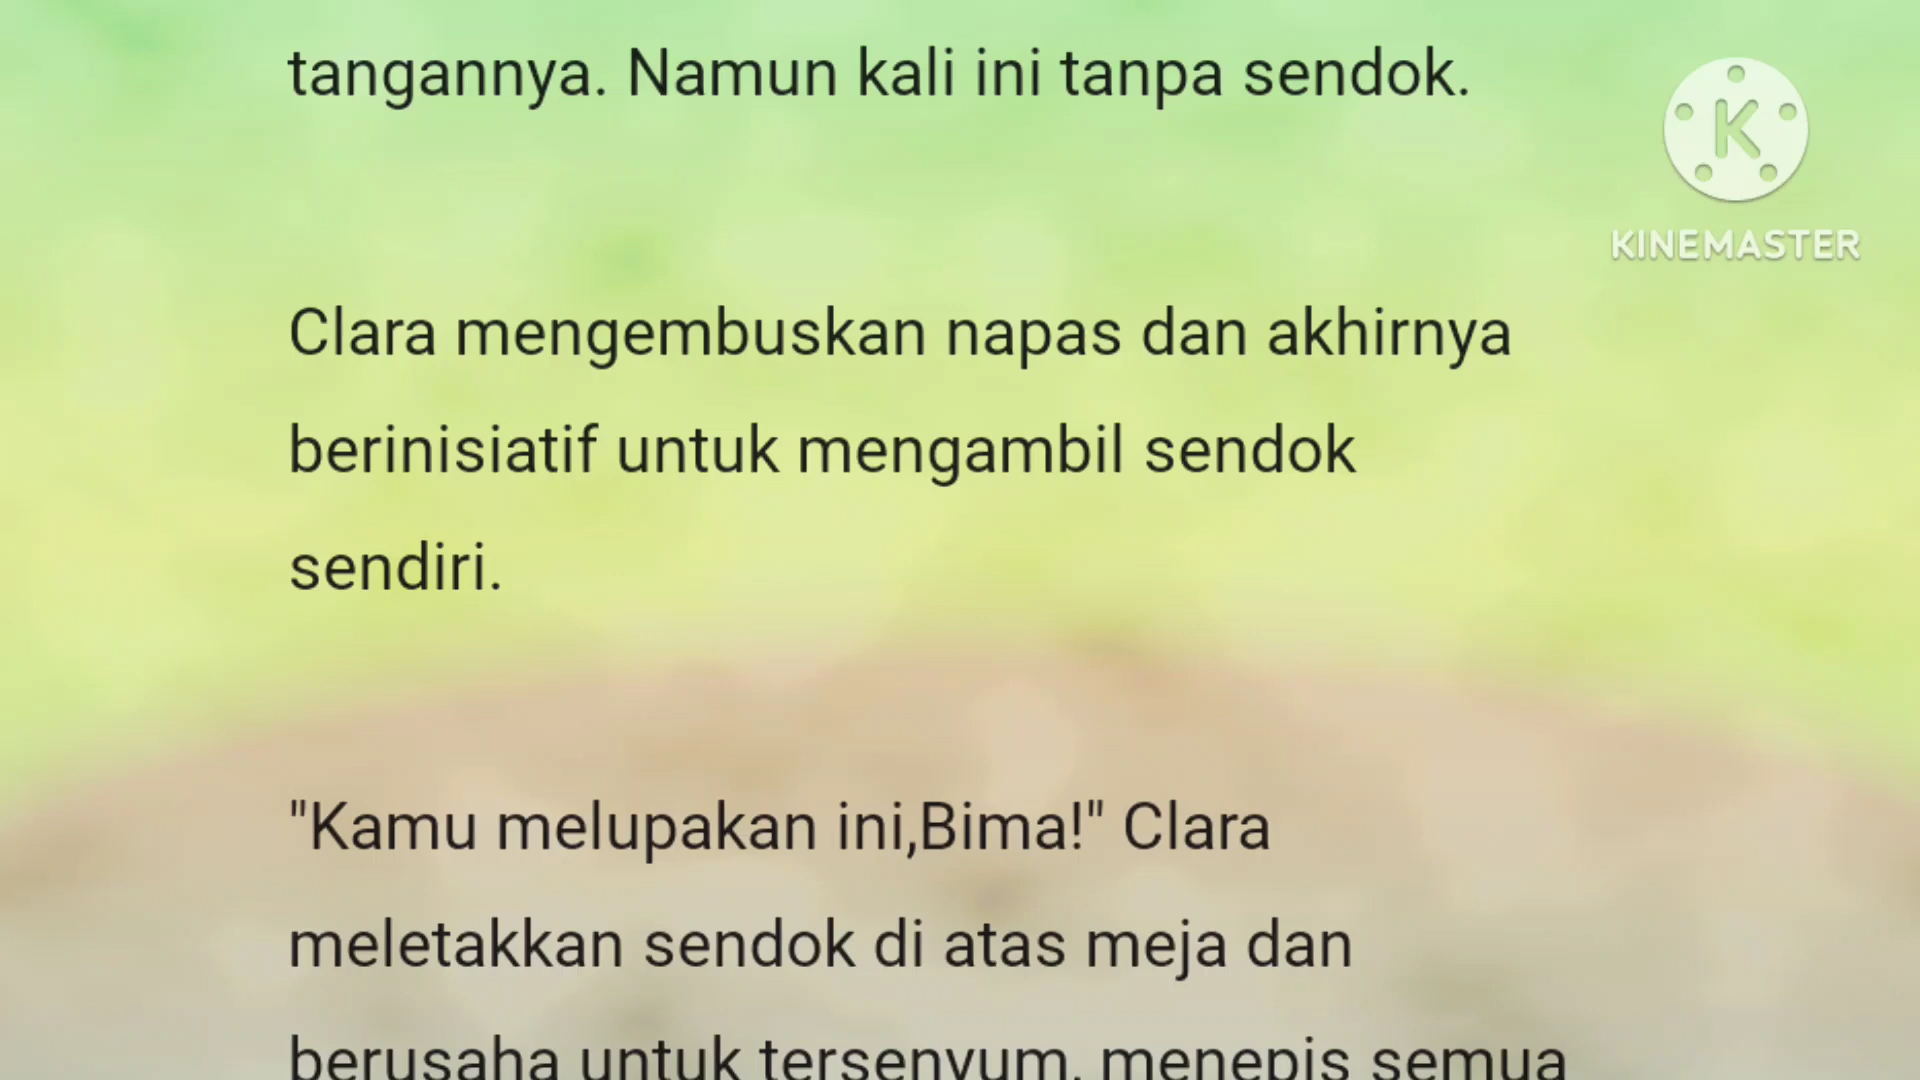 tangannya. Namun kali ini tanpa sendok.
K
KINEMASTER
Clara mengembuskan napas dan akhirnya
berinisiatif untuk mengambil sendok
sendiri.
"Kamu melupakan ini,Bima!" Clara
meletakkan sendok di atas meja dan
berusaha untuk tersenyum, menepis semua